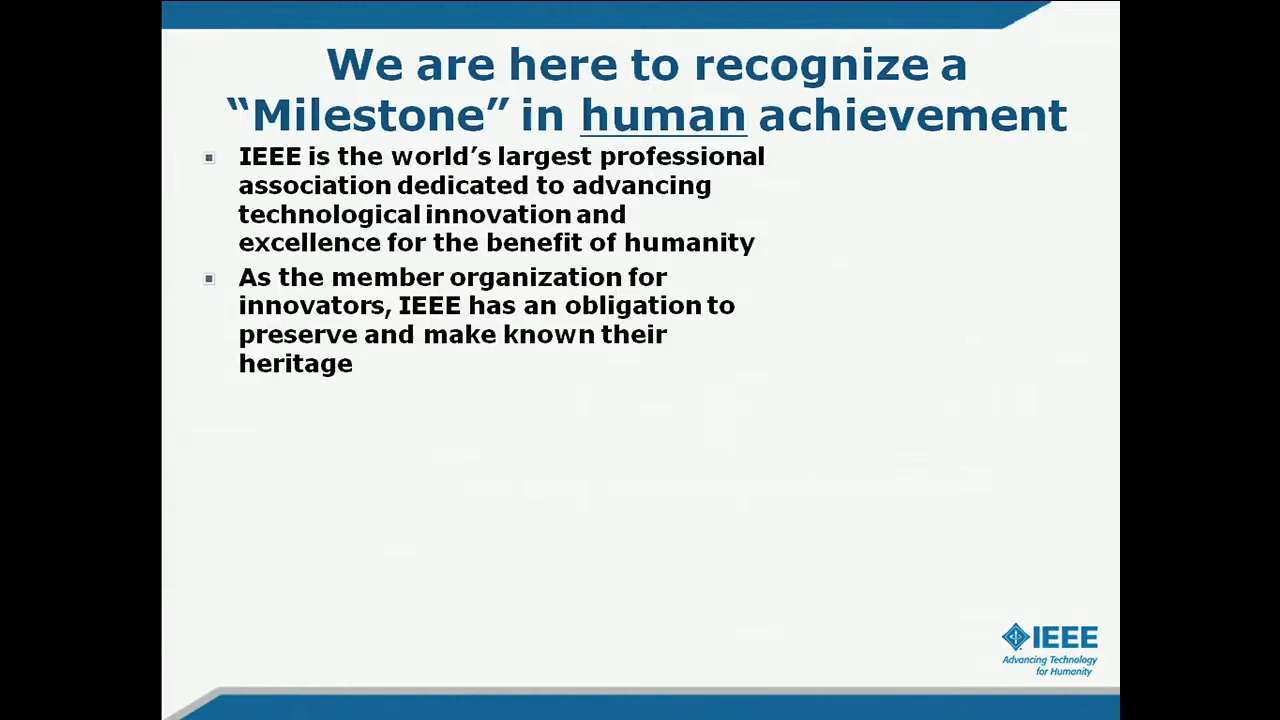 We are here to recognize a
“Milestone” in human achievement
IEEE is the world’s largest professional
association dedicated to advancing
technological innovation and
excellence for the benefit of humanity
As the member organization for
innovators, IEEE has an obligation to
preserve and make known their
heritage
IEEE
Advancing Technology
for Humanity